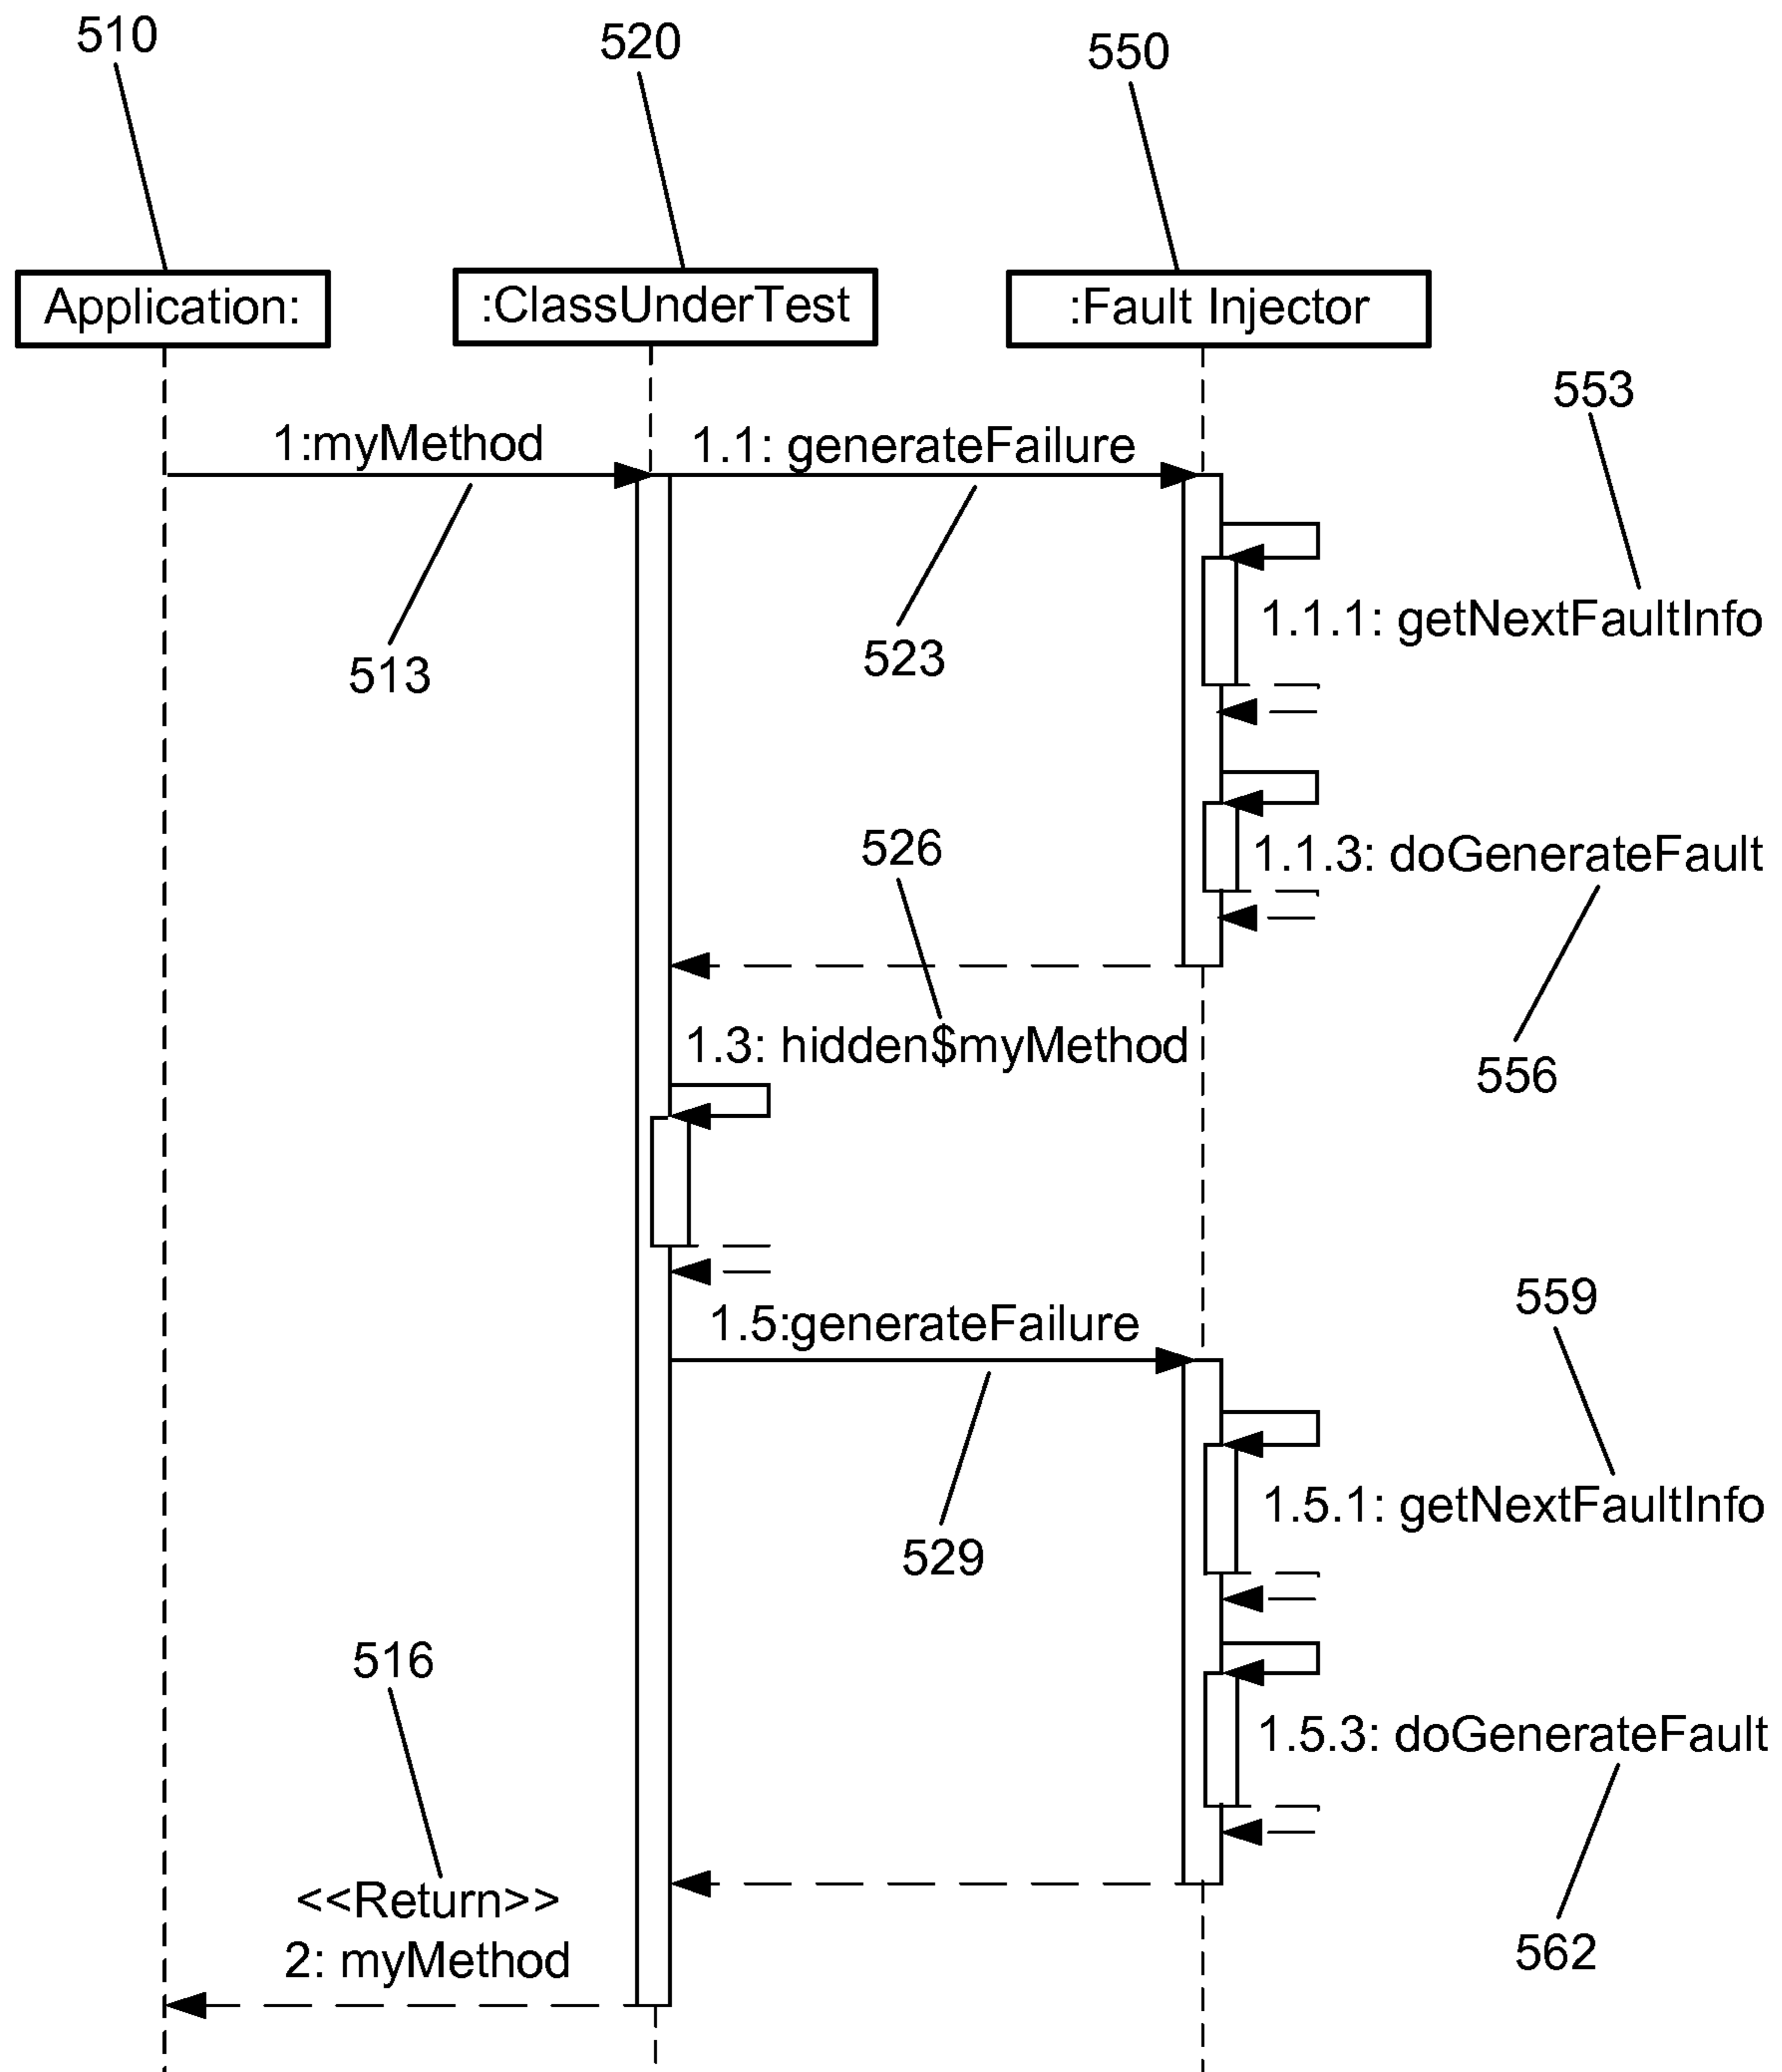 510
520
550
Application:
:ClassUnderTest
:Fault Injector
553
1:myMethod
1.1: generateFailure
1.1.1: getNextFaultInfo
513
523
526
1.1.3: doGenerateFault
1.3: hidden$myMethod
556
559
1.5:generateFailure
1.5.1: getNextFaultInfo
529
516
1.5.3: doGenerateFault
<<Return>>
2: myMethod
562